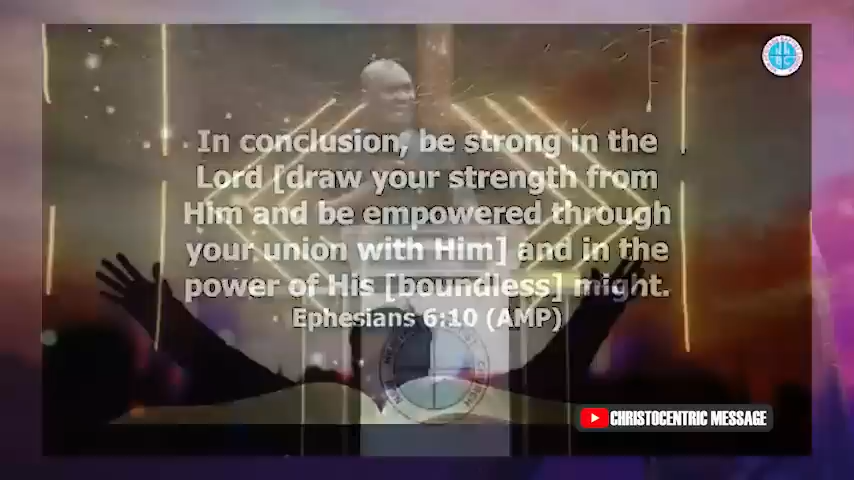 In conclusion, be strong in the
Lord [draw your strength from
Him and be empowered through
your union with Him] and in the
power of His [boundless] might.
Ephesians 6:10 (AMP)
CHRISTOCENTRIC MESSAGE